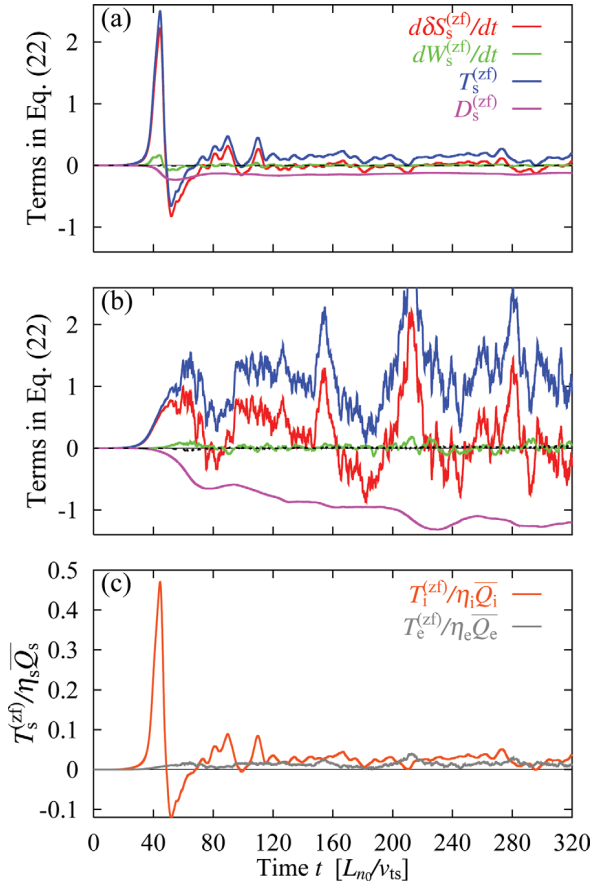 (a)
dδS_s^(zf)/dt
dW_s^(zf)/dt
T_s^(zf)
D_s^(zf)
Terms in Eq. (22)
2
1
0
-1
(b)
Terms in Eq. (22)
2
1
0
-1
(c)
T_i^(zf)/η_i Q̅_i
T_e^(zf)/η_e Q̅_e
T_s^(zf)/η_s Q̅_s
0.5
0.4
0.3
0.2
0.1
0
-0.1
0 40 80 120 160 200 240 280 320
Time t [L_n0/v_ts]